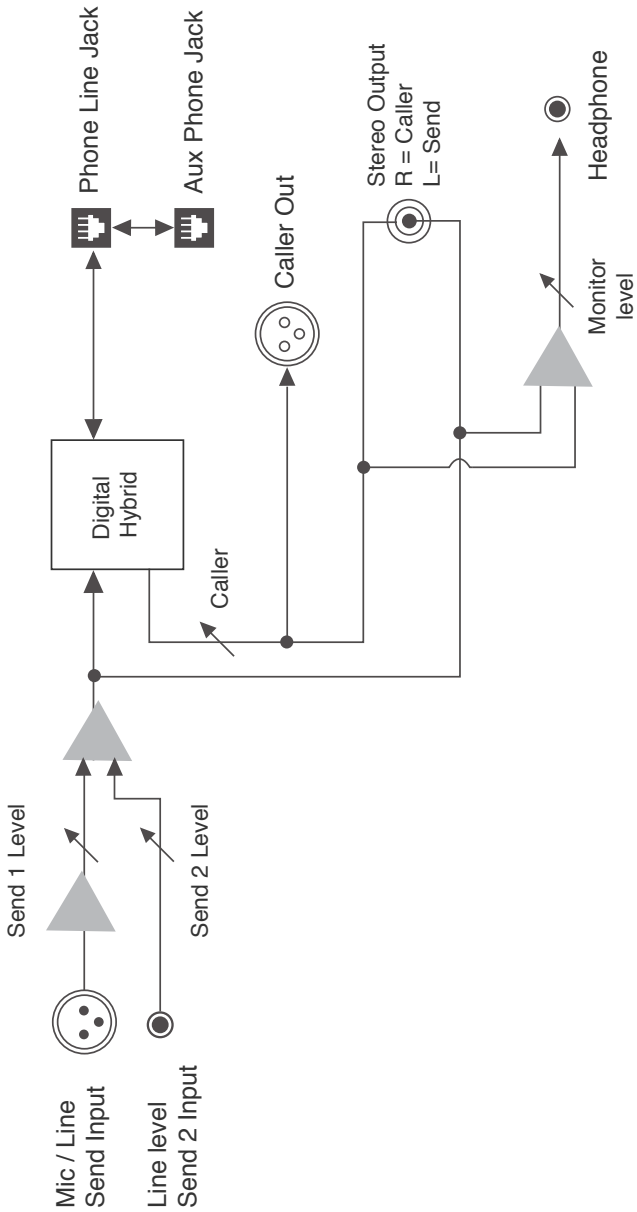 Mic / Line
Send Input
Line level
Send 2 Input
Send 1 Level
Send 2 Level
Digital
Hybrid
Caller
Phone Line Jack
Aux Phone Jack
Caller Out
Stereo Output
R = Caller
L= Send
Monitor
level
Headphone